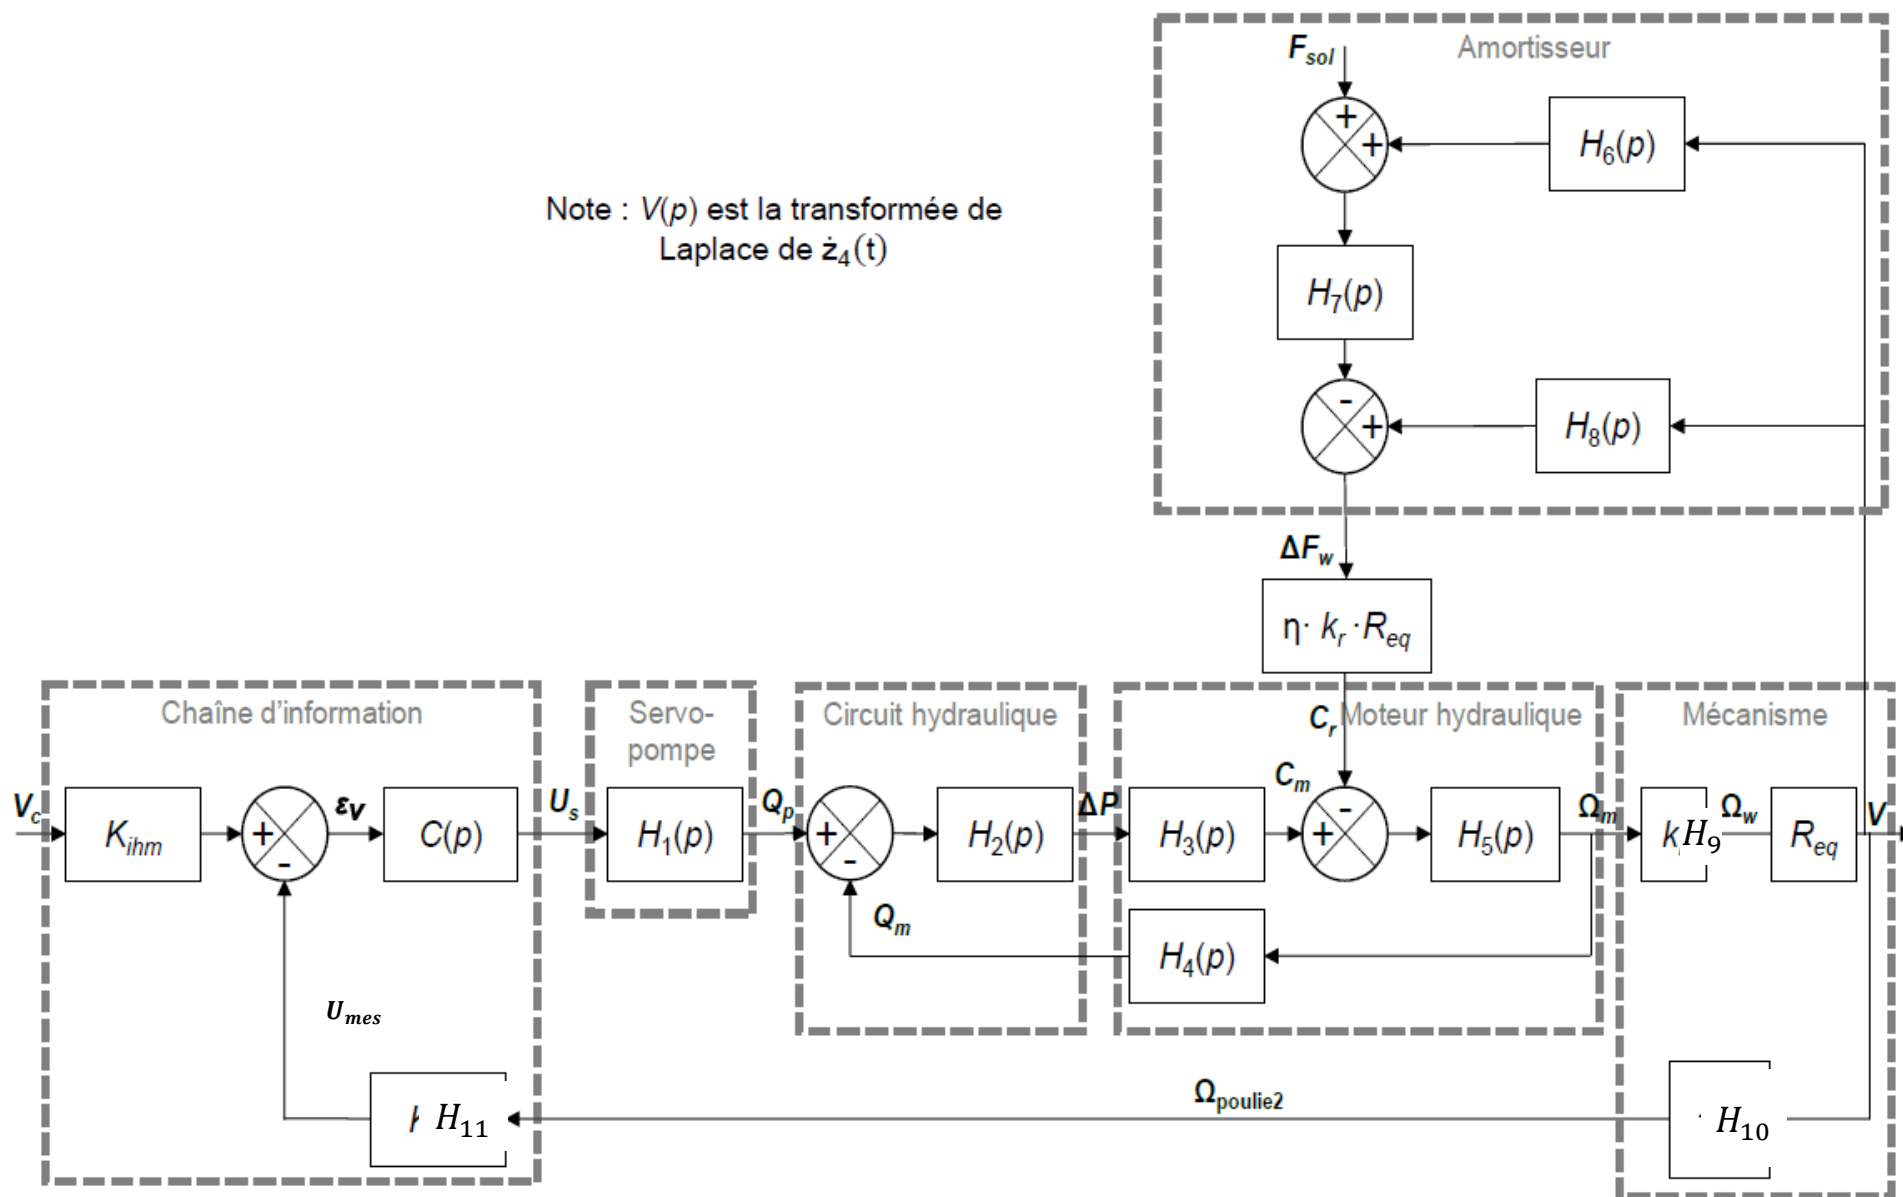 Amortisseur
F_sol
+
+
H_6(p)
Note : V(p) est la transformée de
Laplace de ż_4(t)
H_7(p)
-
+
H_8(p)
ΔF_w
η· k_r ·R_eq
Chaîne d'information
Servo-
pompe
Circuit hydraulique
Moteur hydraulique
Mécanisme
C_r
V_c
K_ihm
+
-
ε_V
C(p)
U_s
H_1(p)
Q_p
+
-
H_2(p)
ΔP
H_3(p)
C_m
-
+
H_5(p)
Ω_m
H_9
Ω_w
R_eq
V
Q_m
H_4(p)
U_mes
H_11
Ω_poulie2
H_10